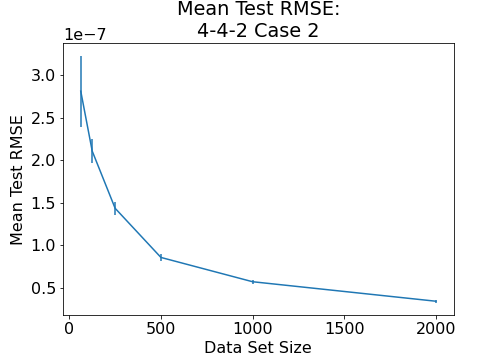 Mean Test RMSE:
4-4-2 Case 2
1e−7
3.0
2.5
2.0
1.5
1.0
0.5
Mean Test RMSE
0 500 1000 1500 2000
Data Set Size